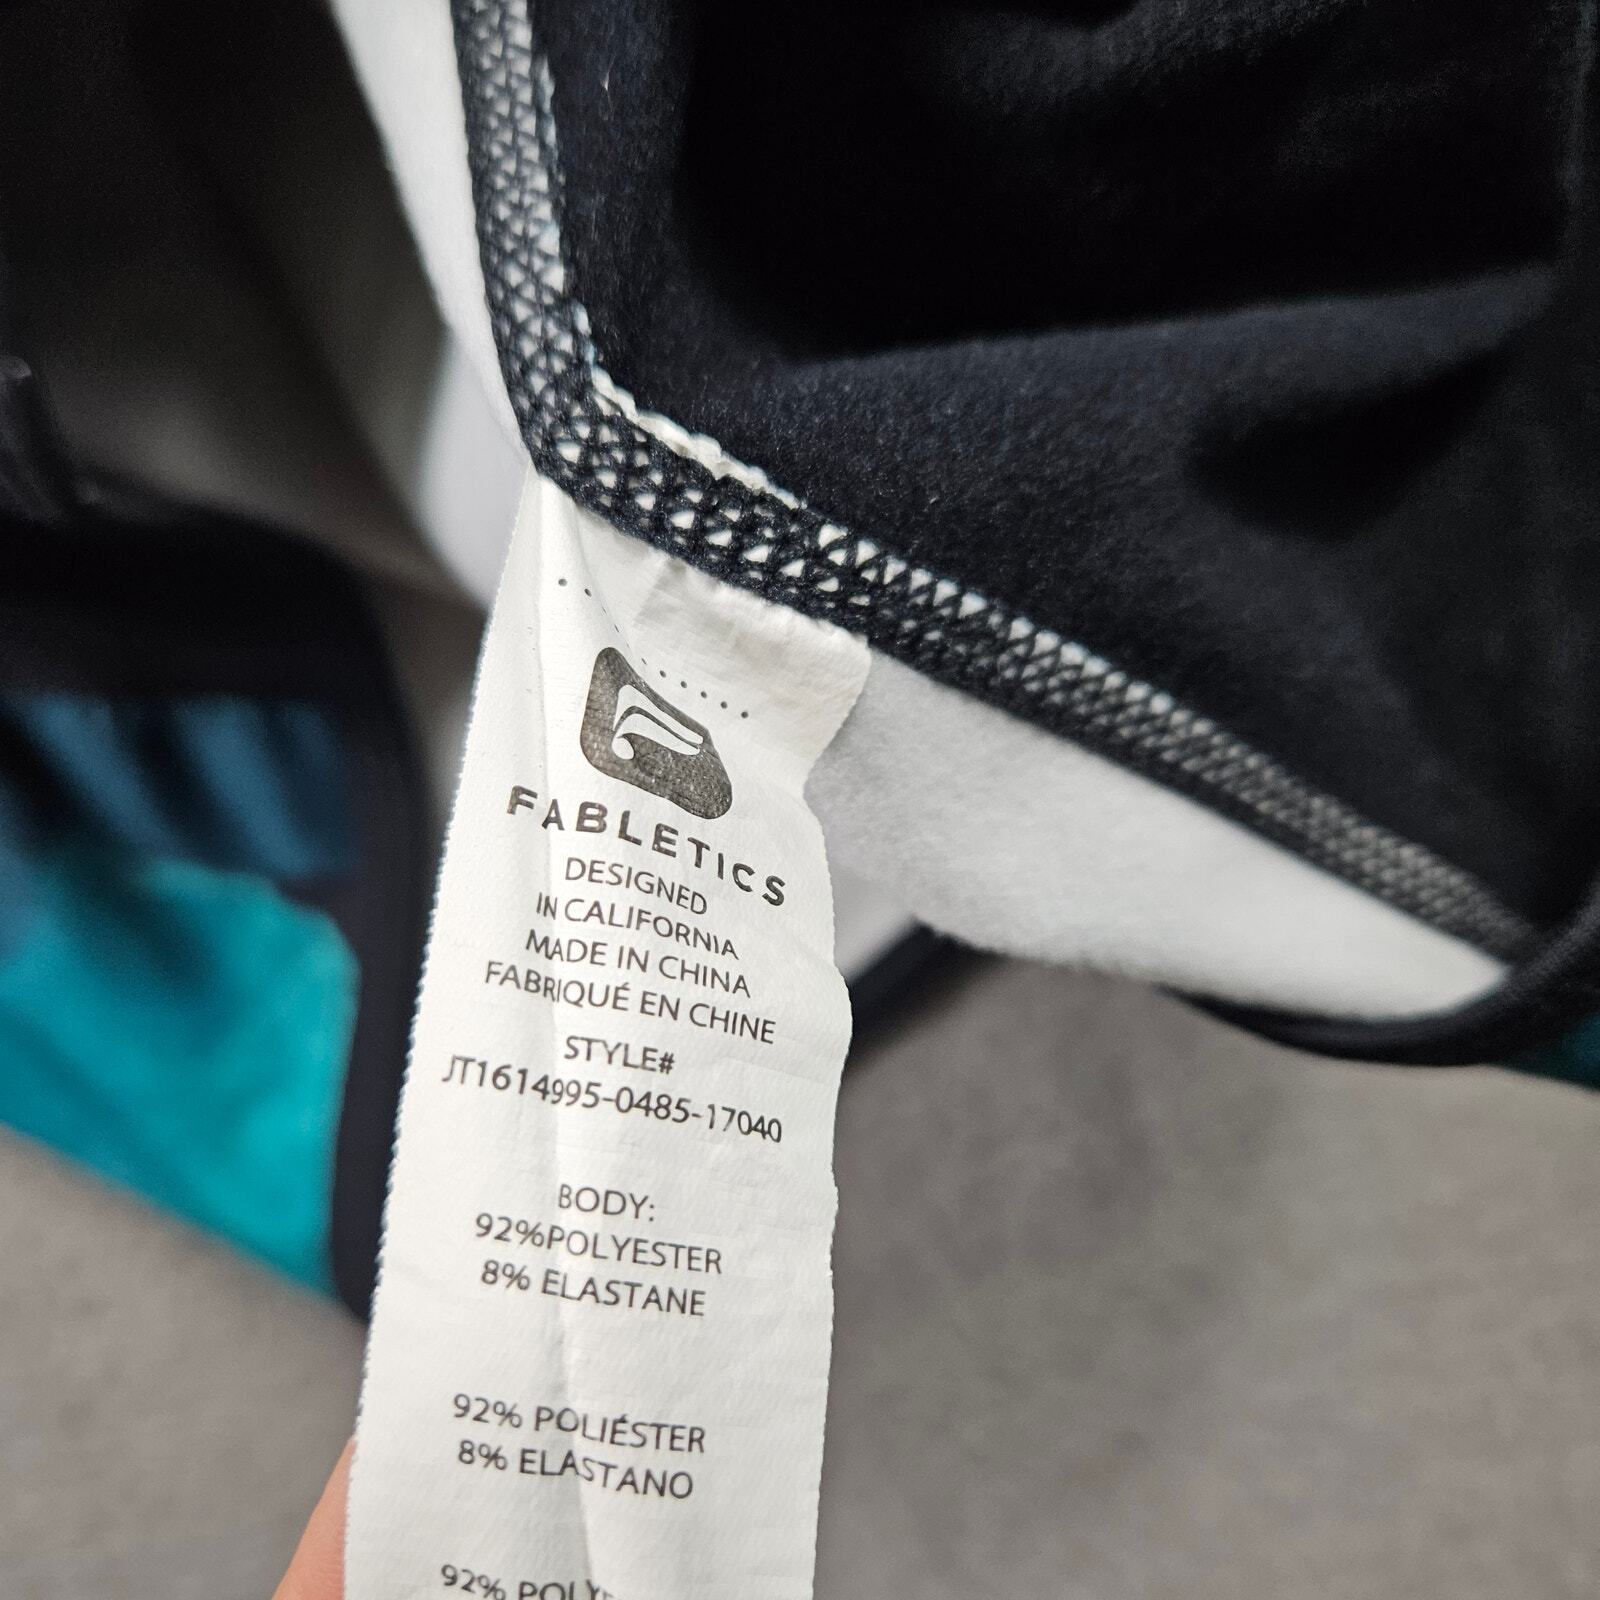 FABLETICS
DESIGNED
IN CALIFORNIA
MADE IN CHINA
FABRIQUÉ EN CHINE
STYLE#
JT1614995-0485-17040
BODY:
92%POLYESTER
8% ELASTANE
92% POLIÉSTER
8% ELASTANO
92%